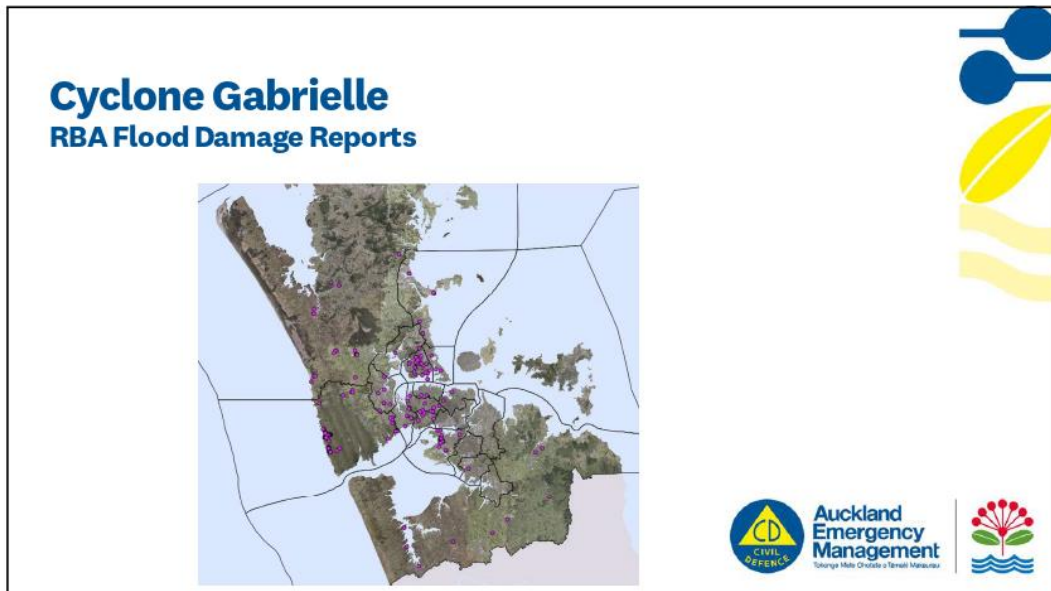 Cyclone Gabrielle
RBA Flood Damage Reports
CD
CIVIL
DEFENCE
Auckland
Emergency
Management